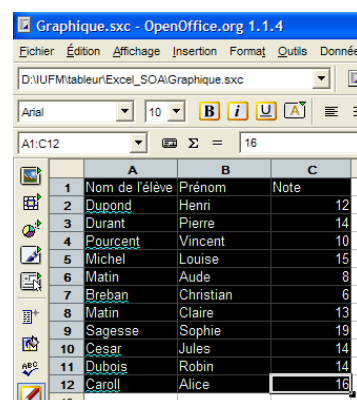 Graphique.sxc - OpenOffice.org 1.1.4
Fichier Édition Affichage Insertion Format Outils Donnée
D:\IUFM\tableur\Excel_SOA\Graphique.sxc
Arial 10 B i U A
A1:C12 Σ = 16
A B C
1 Nom de l'élève Prénom Note
2 Dupond Henri 12
3 Durant Pierre 14
4 Pourcent Vincent 10
5 Michel Louise 15
6 Matin Aude 8
7 Breban Christian 6
8 Matin Claire 13
9 Sagesse Sophie 19
10 Cesar Jules 14
11 Dubois Robin 14
12 Caroll Alice 16